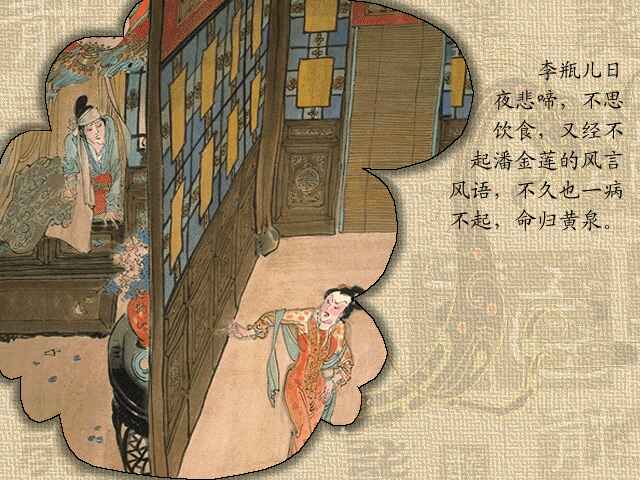 李瓶儿日
夜悲啼，不思
饮食，又经不
起潘金莲的风言
风语，不久也一病
不起，命归黄泉。